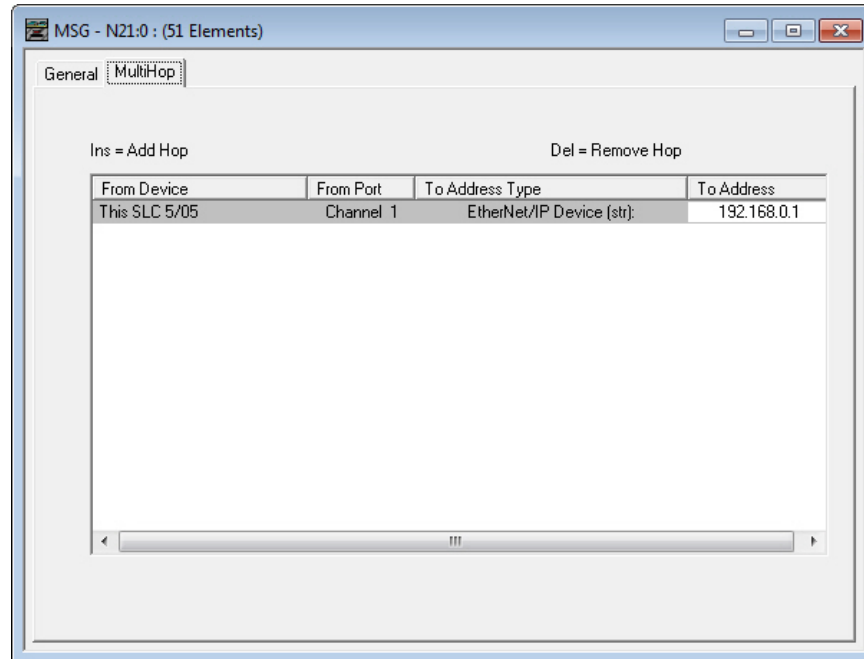 MSG - N21:0 : (51 Elements)
General MultiHop
Ins = Add Hop Del = Remove Hop
From Device From Port To Address Type To Address
This SLC 5/05 Channel 1 EtherNet/IP Device (str): 192.168.0.1